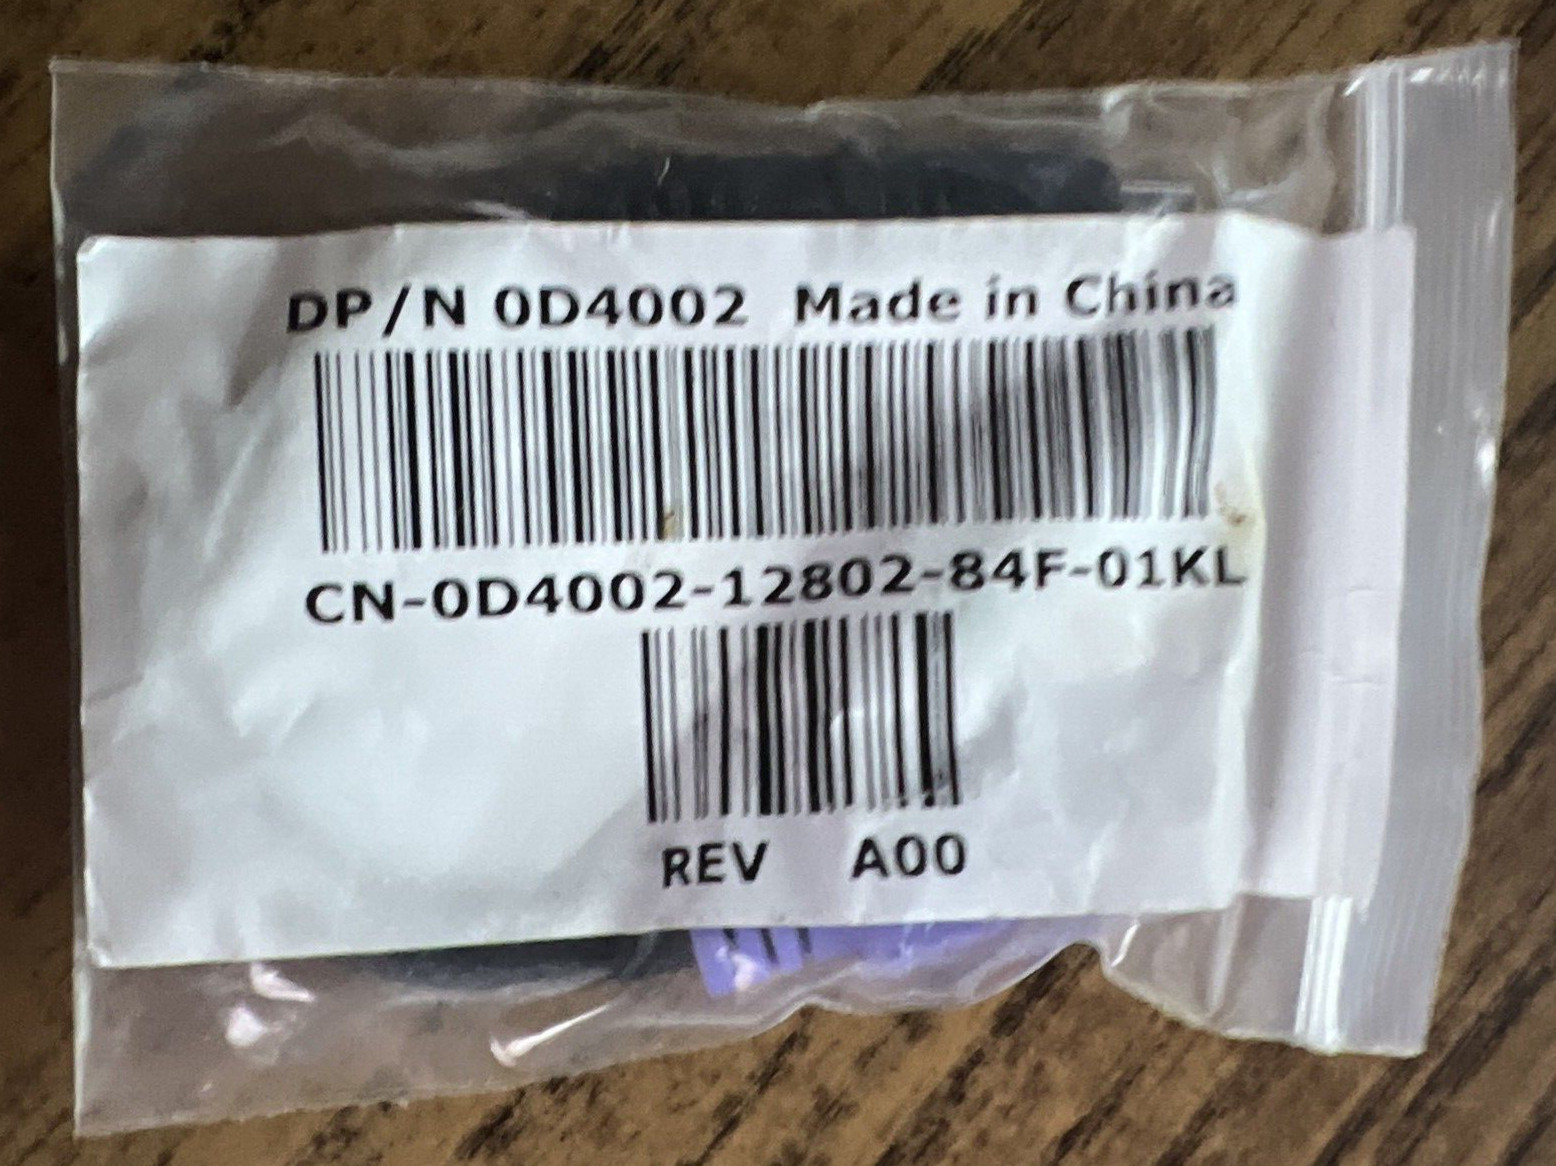 DP/N 0D4002 Made in China
CN-0D4002-12802-84F-01KL
REV A00